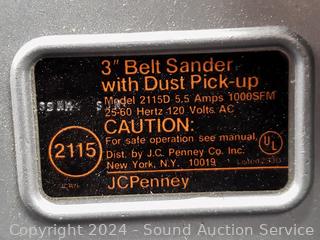 3" Belt Sander
with Dust Pick-up
Model 2115D 5.5 Amps 1000SFM
25-60 Hertz 120 Volts AC
CAUTION:
For safe operation see manual.
2115
Dist. by J.C. Penney Co. Inc.
New York, N.Y. 10019
UL
Listed
JCPenney
Copyright 2024 - Sound Auction Service